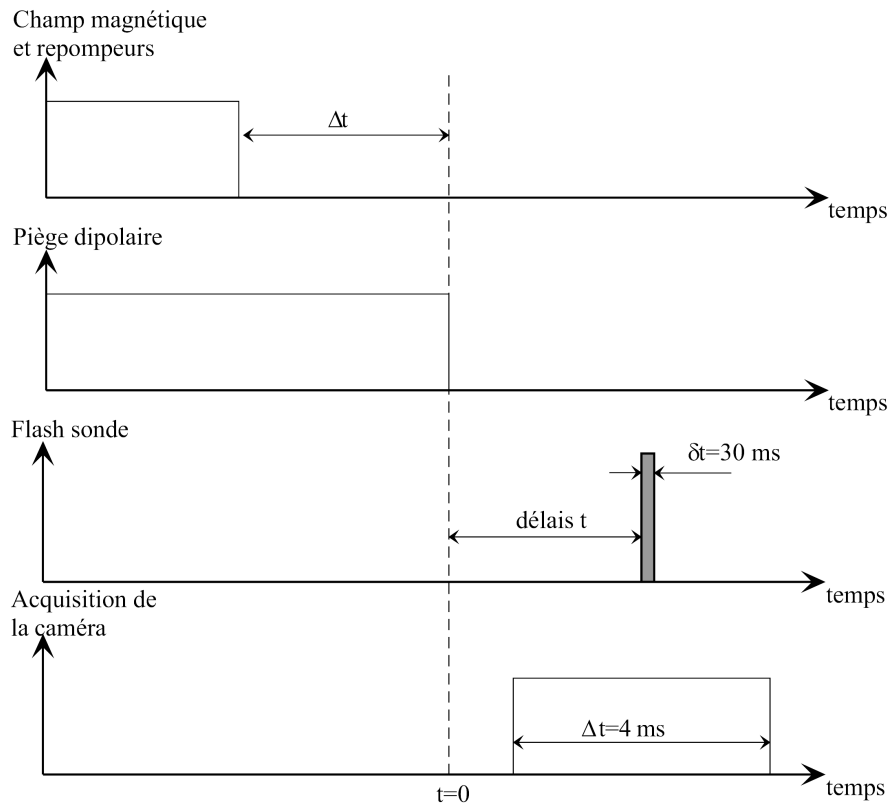 Champ magnétique
et repompeurs
Δt
temps
Piège dipolaire
temps
Flash sonde
δt=30 ms
délais t
temps
Acquisition de
la caméra
Δt=4 ms
temps
t=0